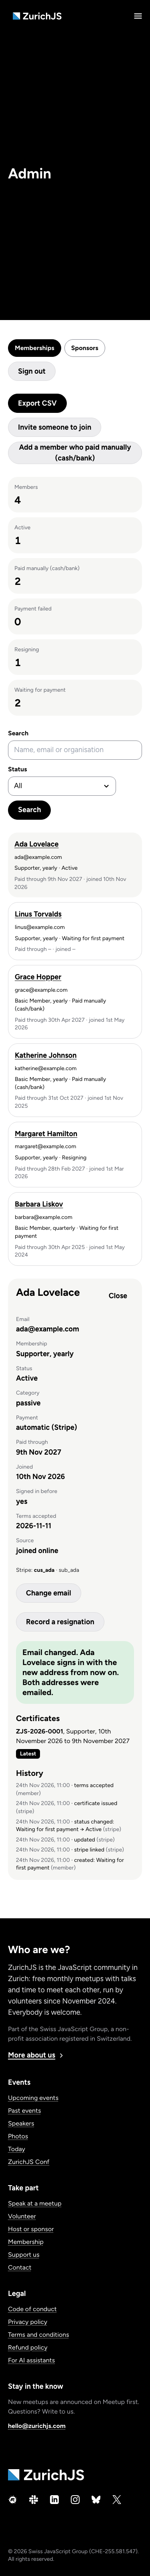 ZurichJS
Admin
Memberships
Sponsors
Sign out
Export CSV
Invite someone to join
Add a member who paid manually
(cash/bank)
Members
4
Active
1
Paid manually (cash/bank)
2
Payment failed
0
Resigning
1
Waiting for payment
2
Search
Name, email or organisation
Status
All
Search
Ada Lovelace
ada@example.com
Supporter, yearly · Active
Paid through 9th Nov 2027 · joined 10th Nov
2026
Linus Torvalds
linus@example.com
Supporter, yearly · Waiting for first payment
Paid through – · joined –
Grace Hopper
grace@example.com
Basic Member, yearly · Paid manually
(cash/bank)
Paid through 30th Apr 2027 · joined 1st May
2026
Katherine Johnson
katherine@example.com
Basic Member, yearly · Paid manually
(cash/bank)
Paid through 31st Oct 2027 · joined 1st Nov
2025
Margaret Hamilton
margaret@example.com
Supporter, yearly · Resigning
Paid through 28th Feb 2027 · joined 1st Mar
2026
Barbara Liskov
barbara@example.com
Basic Member, quarterly · Waiting for first
payment
Paid through 30th Apr 2025 · joined 1st May
2024
Ada Lovelace
Close
Email
ada@example.com
Membership
Supporter, yearly
Status
Active
Category
passive
Payment
automatic (Stripe)
Paid through
9th Nov 2027
Joined
10th Nov 2026
Signed in before
yes
Terms accepted
2026-11-11
Source
joined online
Stripe: cus_ada · sub_ada
Change email
Record a resignation
Email changed. Ada
Lovelace signs in with the
new address from now on.
Both addresses were
emailed.
Certificates
ZJS-2026-0001, Supporter, 10th
November 2026 to 9th November 2027
Latest
History
24th Nov 2026, 11:00 · terms accepted
(member)
24th Nov 2026, 11:00 · certificate issued
(stripe)
24th Nov 2026, 11:00 · status changed:
Waiting for first payment → Active (stripe)
24th Nov 2026, 11:00 · updated (stripe)
24th Nov 2026, 11:00 · stripe linked (stripe)
24th Nov 2026, 11:00 · created: Waiting for
first payment (member)
Who are we?
ZurichJS is the JavaScript community in
Zurich: free monthly meetups with talks
and time to meet each other, run by
volunteers since November 2024.
Everybody is welcome.
Part of the Swiss JavaScript Group, a non-
profit association registered in Switzerland.
More about us
Events
Upcoming events
Past events
Speakers
Photos
Today
ZurichJS Conf
Take part
Speak at a meetup
Volunteer
Host or sponsor
Membership
Support us
Contact
Legal
Code of conduct
Privacy policy
Terms and conditions
Refund policy
For AI assistants
Stay in the know
New meetups are announced on Meetup first.
Questions? Write to us.
hello@zurichjs.com
ZurichJS
© 2026 Swiss JavaScript Group (CHE-255.581.547).
All rights reserved.